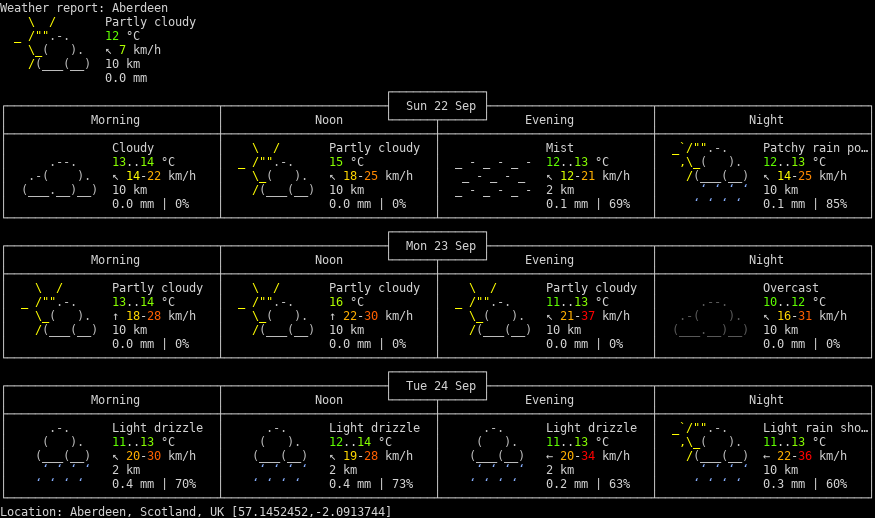 Weather report: Aberdeen
Partly cloudy
12 °C
↖ 7 km/h
10 km
0.0 mm
Sun 22 Sep
Morning Noon Evening Night
Cloudy Partly cloudy Mist Patchy rain po…
13..14 °C 15 °C 12..13 °C 12..13 °C
↖ 14-22 km/h ↖ 18-25 km/h ↖ 12-21 km/h ↖ 14-25 km/h
10 km 10 km 2 km 10 km
0.0 mm | 0% 0.0 mm | 0% 0.1 mm | 69% 0.1 mm | 85%
Mon 23 Sep
Morning Noon Evening Night
Partly cloudy Partly cloudy Partly cloudy Overcast
13..14 °C 16 °C 11..13 °C 10..12 °C
↑ 18-28 km/h ↑ 22-30 km/h ↖ 21-37 km/h ↖ 16-31 km/h
10 km 10 km 10 km 10 km
0.0 mm | 0% 0.0 mm | 0% 0.0 mm | 0% 0.0 mm | 0%
Tue 24 Sep
Morning Noon Evening Night
Light drizzle Light drizzle Light drizzle Light rain sho…
11..13 °C 12..14 °C 11..13 °C 11..13 °C
↖ 20-30 km/h ↖ 19-28 km/h ← 20-34 km/h ← 22-36 km/h
2 km 2 km 2 km 10 km
0.4 mm | 70% 0.4 mm | 73% 0.2 mm | 63% 0.3 mm | 60%
Location: Aberdeen, Scotland, UK [57.1452452,-2.0913744]